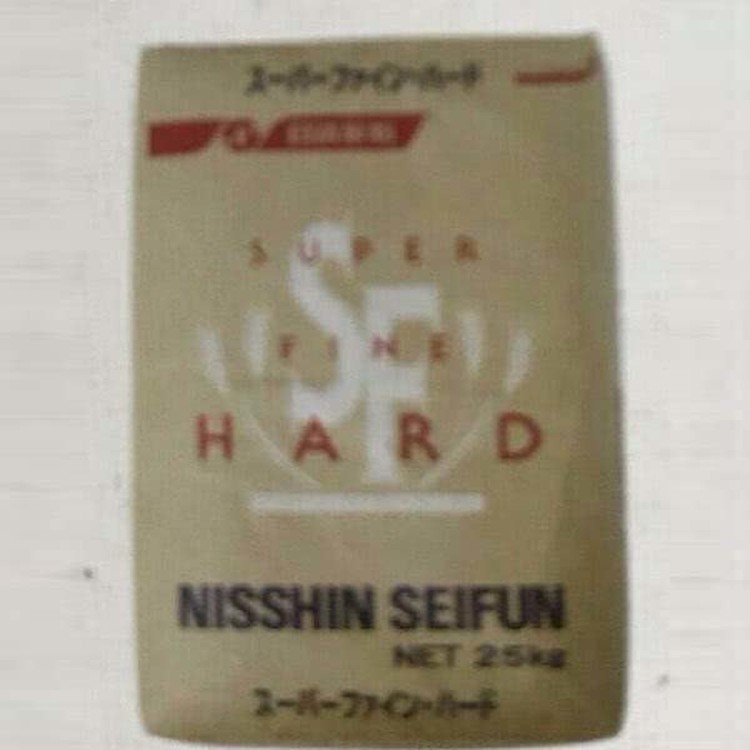 スーパーファイン・ハード
SUPER
SF
FINE
HARD
NISSHIN SEIFUN
NET 25kg
スーパーファイン・ハード